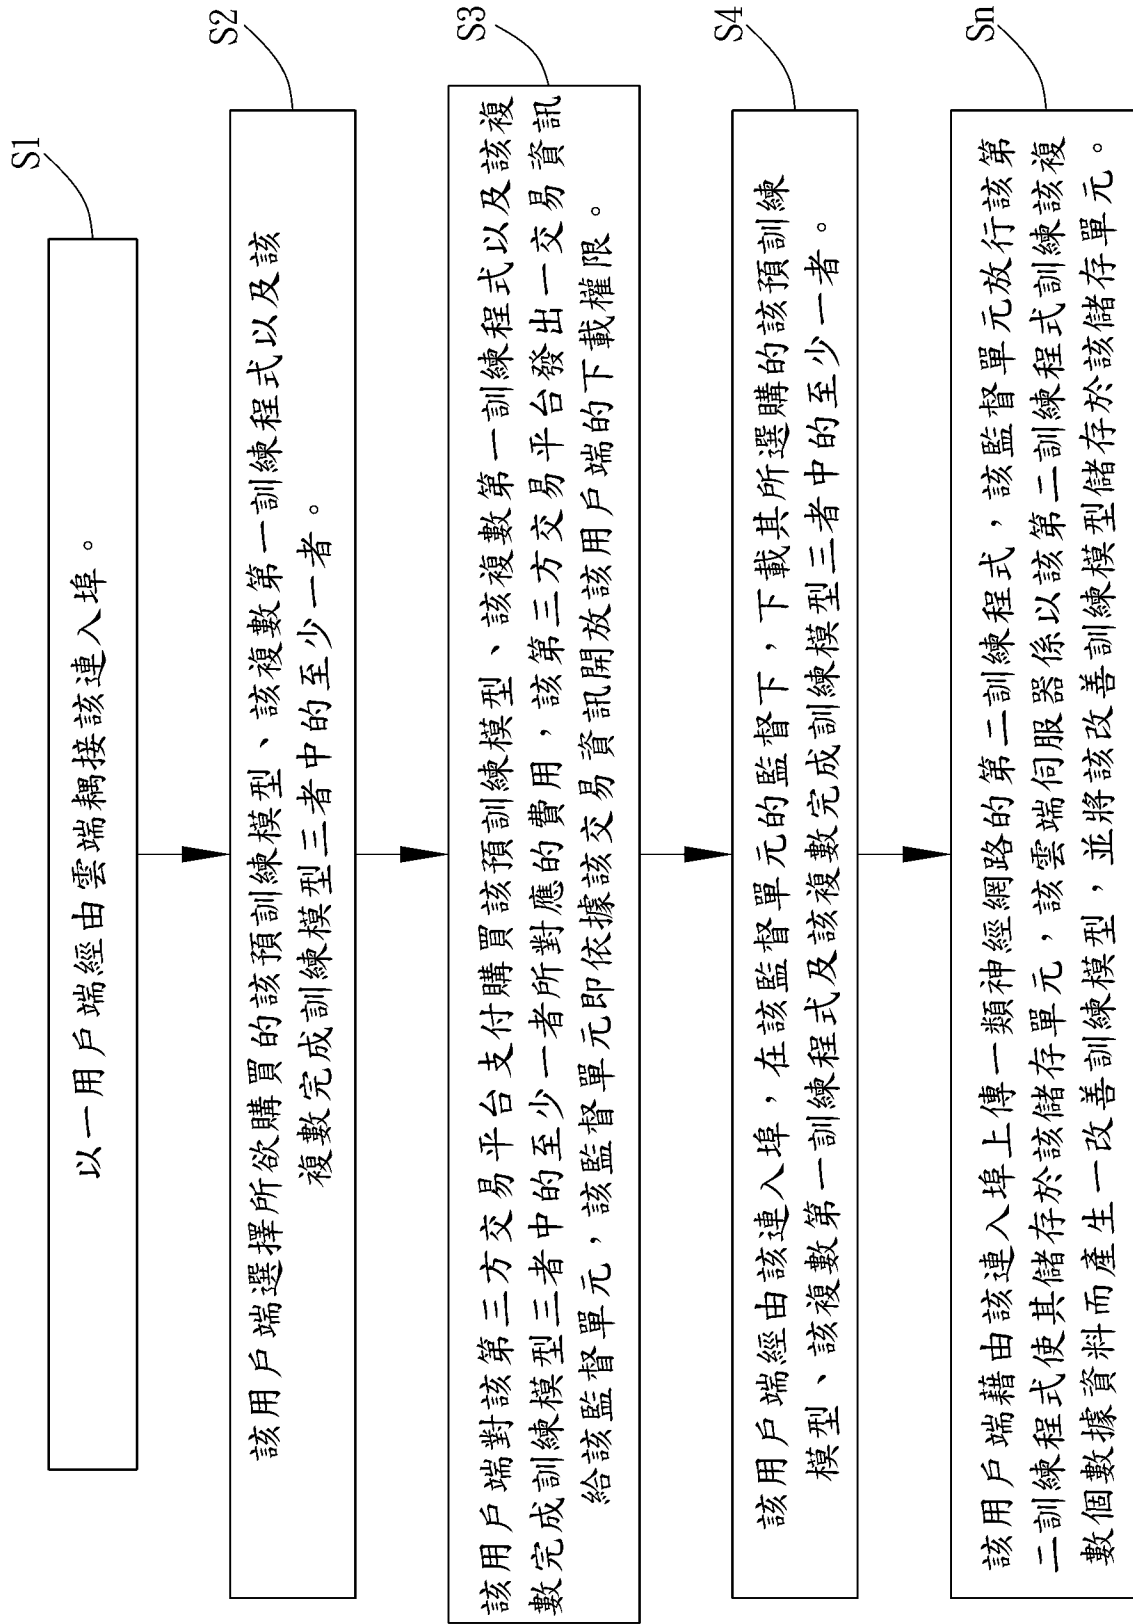 S1
以一用戶端經由雲端耦接該連入埠。
S2
該用戶端選擇所欲購買的該預訓練模型、該複數第一訓練程式以及該
複數完成訓練模型三者中的至少一者。
S3
該用戶端對該第三方交易平台支付購買該預訓練模型、該複數第一訓練程式以及該複
數完成訓練模型三者中的至少一者所對應的費用，該第三方交易平台發出一交易資訊
給該監督單元，該監督單元即依據該交易資訊開放該用戶端的下載權限。
S4
該用戶端經由該連入埠，在該監督單元的監督下，下載其所選購的該預訓練
模型、該複數第一訓練程式及該複數完成訓練模型三者中的至少一者。
Sn
該用戶端藉由該連入埠上傳一類神經網路的第二訓練程式，該監督單元放行該第
二訓練程式使其儲存於該儲存單元，該雲端伺服器係以該第二訓練程式訓練該複
數個數據資料而產生一改善訓練模型，並將該改善訓練模型儲存於該儲存單元。